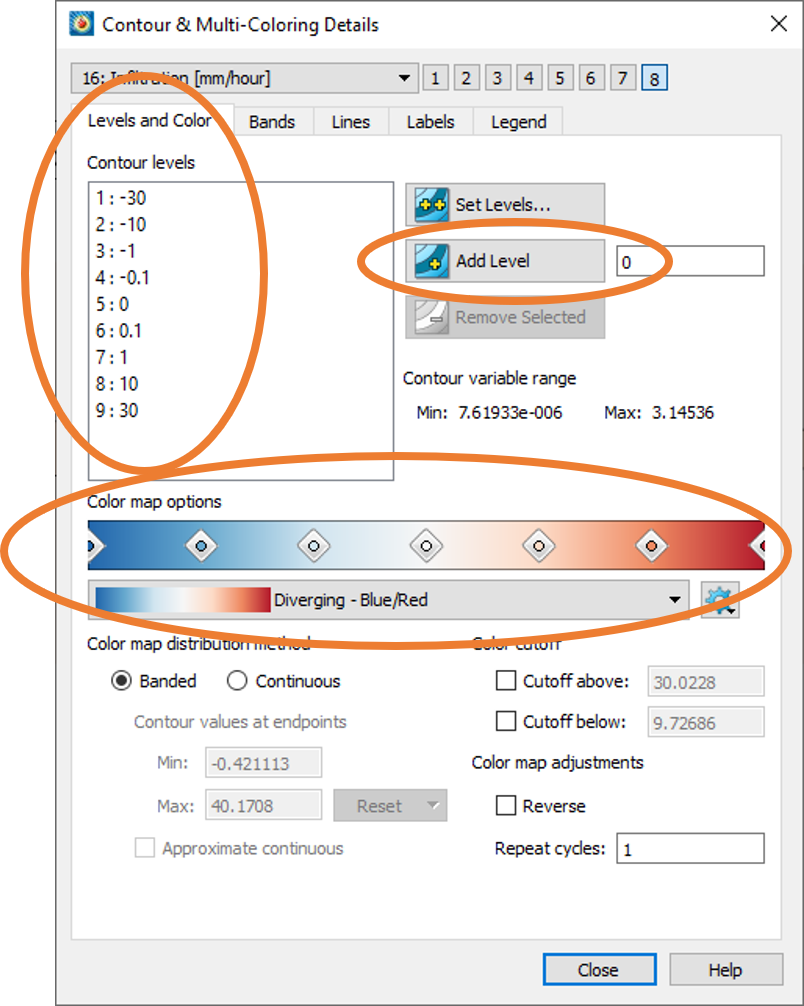 Contour & Multi-Coloring Details
16: Infiltration [mm/hour] 1 2 3 4 5 6 7 8
Levels and Color Bands Lines Labels Legend
Contour levels
1 : -30
2 : -10
3 : -1
4 : -0.1
5 : 0
6 : 0.1
7 : 1
8 : 10
9 : 30
Set Levels...
Add Level 0
Remove Selected
Contour variable range
Min: 7.61933e-006 Max: 3.14536
Color map options
Diverging - Blue/Red
Color map distribution method
Banded Continuous
Contour values at endpoints
Min: -0.421113
Max: 40.1708 Reset
Approximate continuous
Color cutoff
Cutoff above: 30.0228
Cutoff below: 9.72686
Color map adjustments
Reverse
Repeat cycles: 1
Close Help